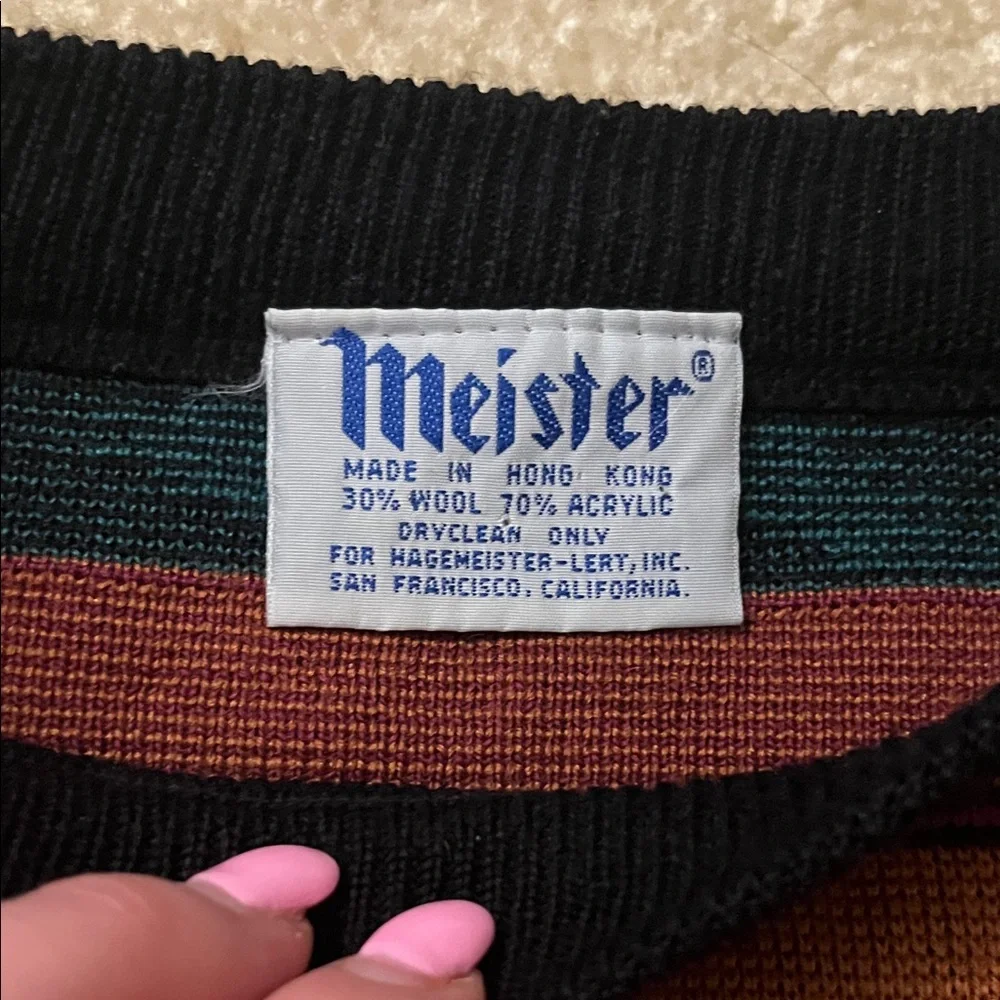 Meister®
MADE IN HONG KONG
30% WOOL 70% ACRYLIC
DRYCLEAN ONLY
FOR HAGEMEISTER-LERT, INC.
SAN FRANCISCO, CALIFORNIA.